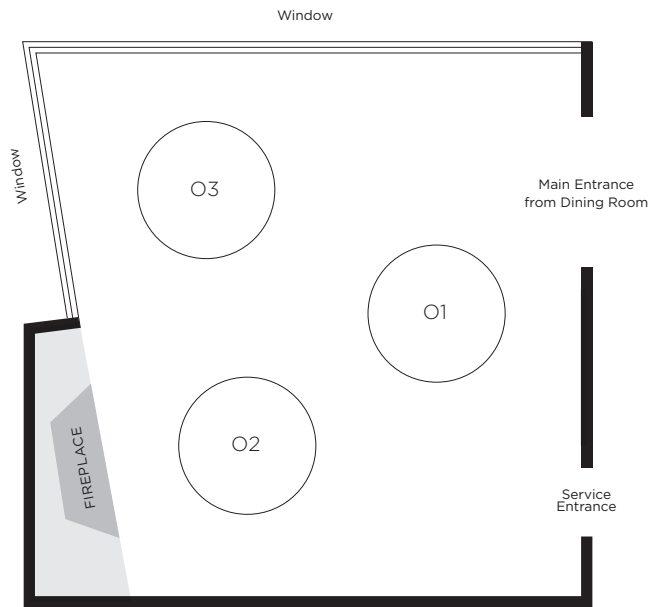 Window
Window
O3
Main Entrance
from Dining Room
O1
O2
FIREPLACE
Service
Entrance